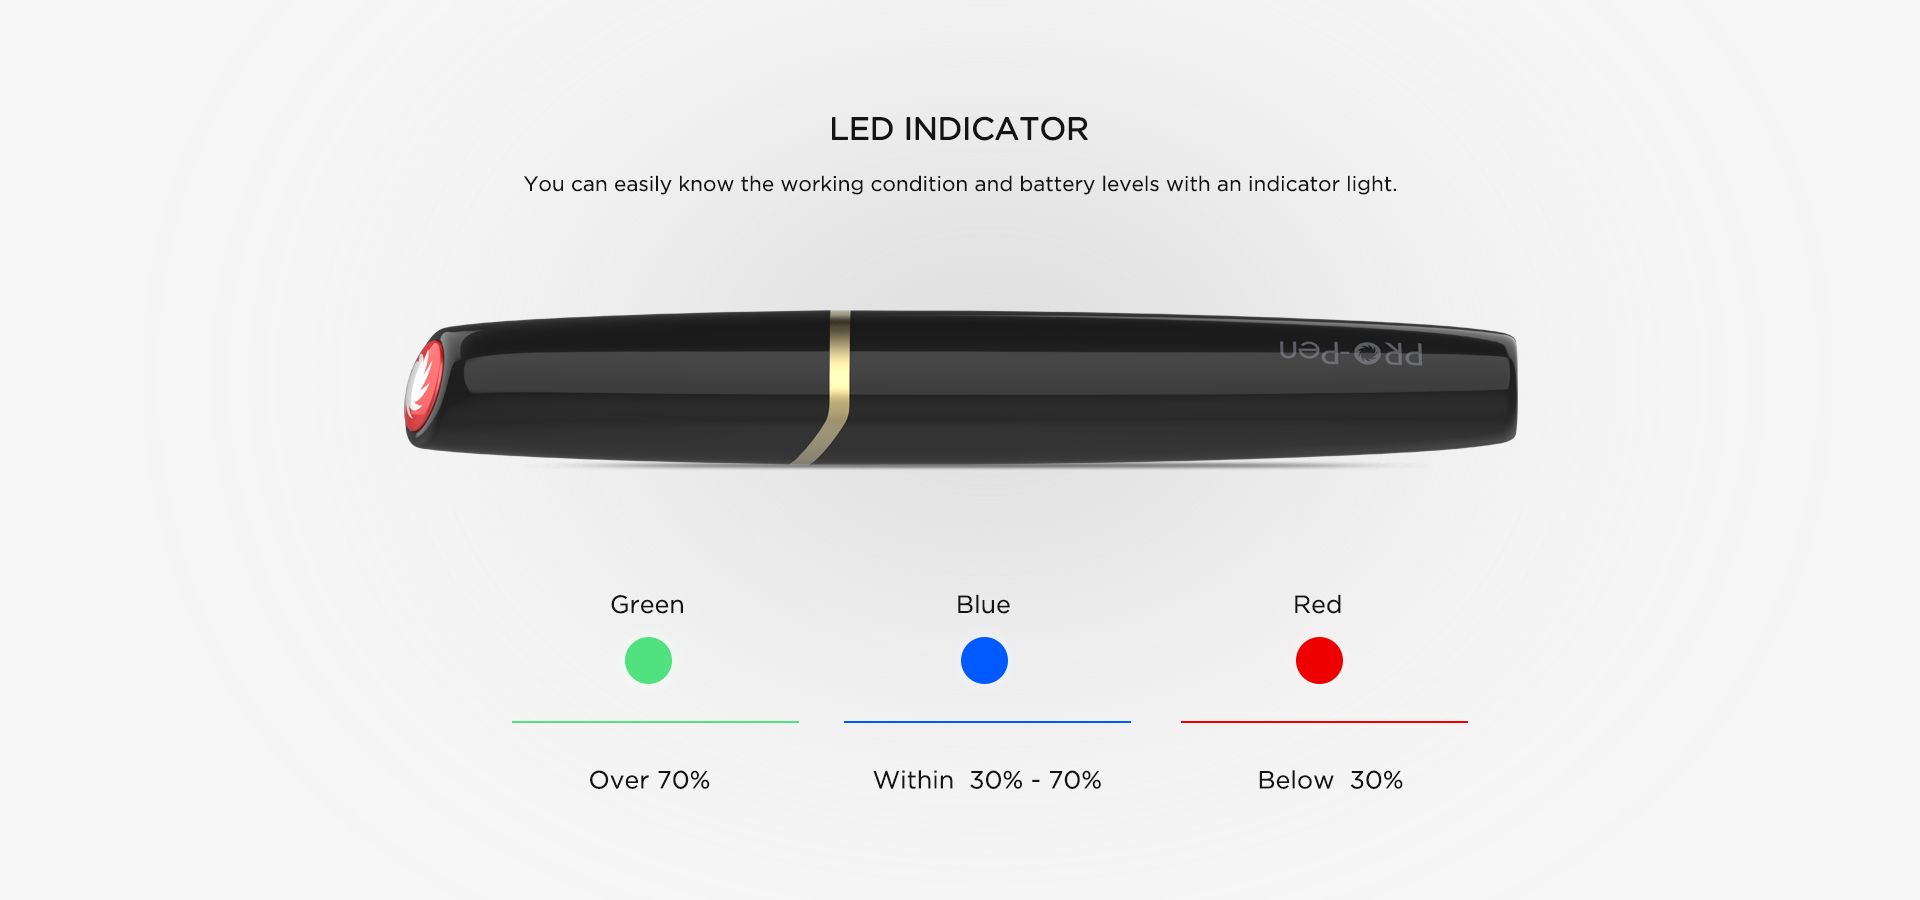 LED INDICATOR
You can easily know the working condition and battery levels with an indicator light.
PRO-Pen
Green
Blue
Red
Over 70%
Within 30% - 70%
Below 30%